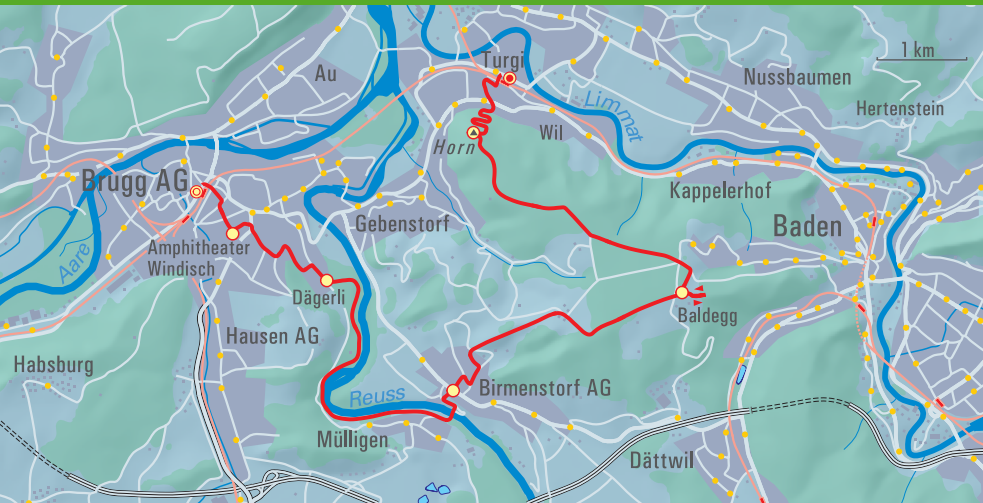 Turgi
Au
1 km
Nussbaumen
Hertenstein
Limmat
Wil
Horn
Brugg AG
Kappelerhof
Gebenstorf
Baden
Amphitheater
Windisch
Aare
Dägerli
Baldegg
Hausen AG
Habsburg
Birmenstorf AG
Reuss
Mülligen
Dättwil